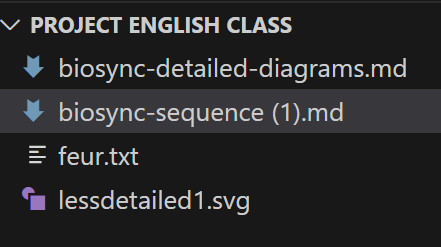 PROJECT ENGLISH CLASS
biosync-detailed-diagrams.md
biosync-sequence (1).md
feur.txt
lessdetailed1.svg